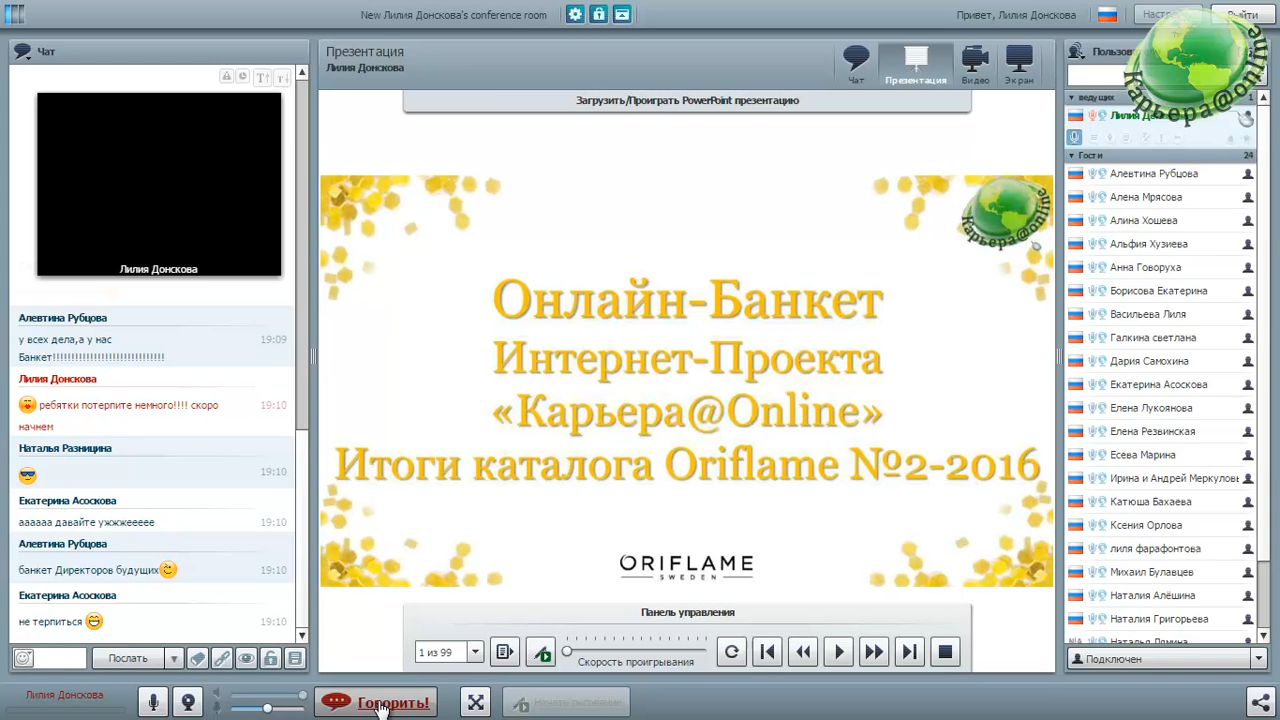 New Лилия Донскова's conference room
Привет, Лилия Донскова
Выйти
Чат
Лилия Донскова
Алевтина Рубцова
у всех дела,а у нас
19:09
Банкет!!!!!!!!!!!!!!!!!!!!!!!!!!!!!
Лилия Донскова
ребятки потерпите немного!!!! скоро
19:10
начнем
Наталья Разницина
19:10
Екатерина Асоскова
аааааа давайте ужжжеееее
19:10
Алевтина Рубцова
банкет Директоров будущих
19:10
Екатерина Асоскова
не терпиться
19:10
Послать
Презентация
Лилия Донскова
Чат
Презентация
Видео
Экран
Загрузить/Проиграть PowerPoint презентацию
Карьера@online
Онлайн-Банкет
Интернет-Проекта
«Карьера@Online»
Итоги каталога Oriflame №2-2016
ORIFLAME
SWEDEN
Панель управления
1 из 99
Скорость проигрывания
Карьера@online
ведущих
1
Гости
24
Алевтина Рубцова
Алена Мрясова
Алина Хошева
Альфия Хузиева
Анна Говоруха
Борисова Екатерина
Васильева Лиля
Галкина светлана
Дария Самохина
Екатерина Асоскова
Елена Лукоянова
Елена Резвинская
Есева Марина
Ирина и Андрей Меркуловы
Катюша Бахаева
Ксения Орлова
лиля фарафонтова
Михаил Булавцев
Наталия Алёшина
Наталия Григорьева
Подключен
Лилия Донскова
Говорить!